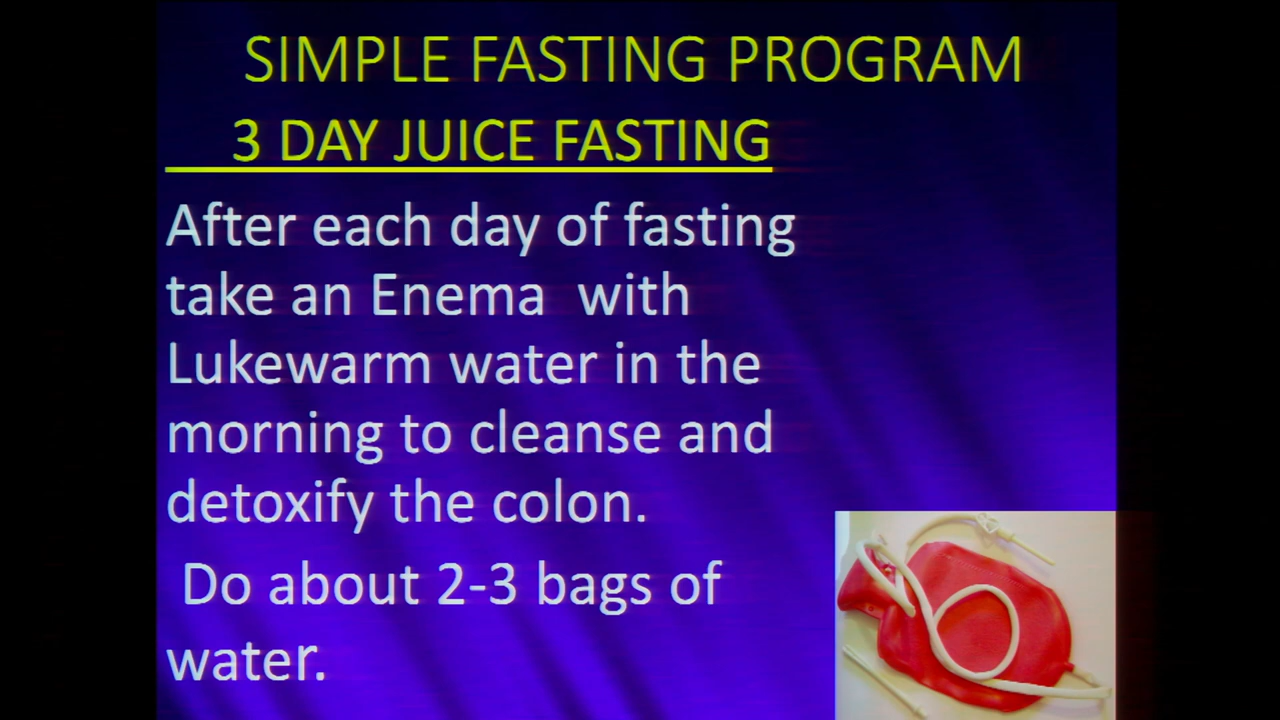 SIMPLE FASTING PROGRAM
3 DAY JUICE FASTING
After each day of fasting
take an Enema  with
Lukewarm water in the
morning to cleanse and
detoxify the colon.
Do about 2-3 bags of
water.